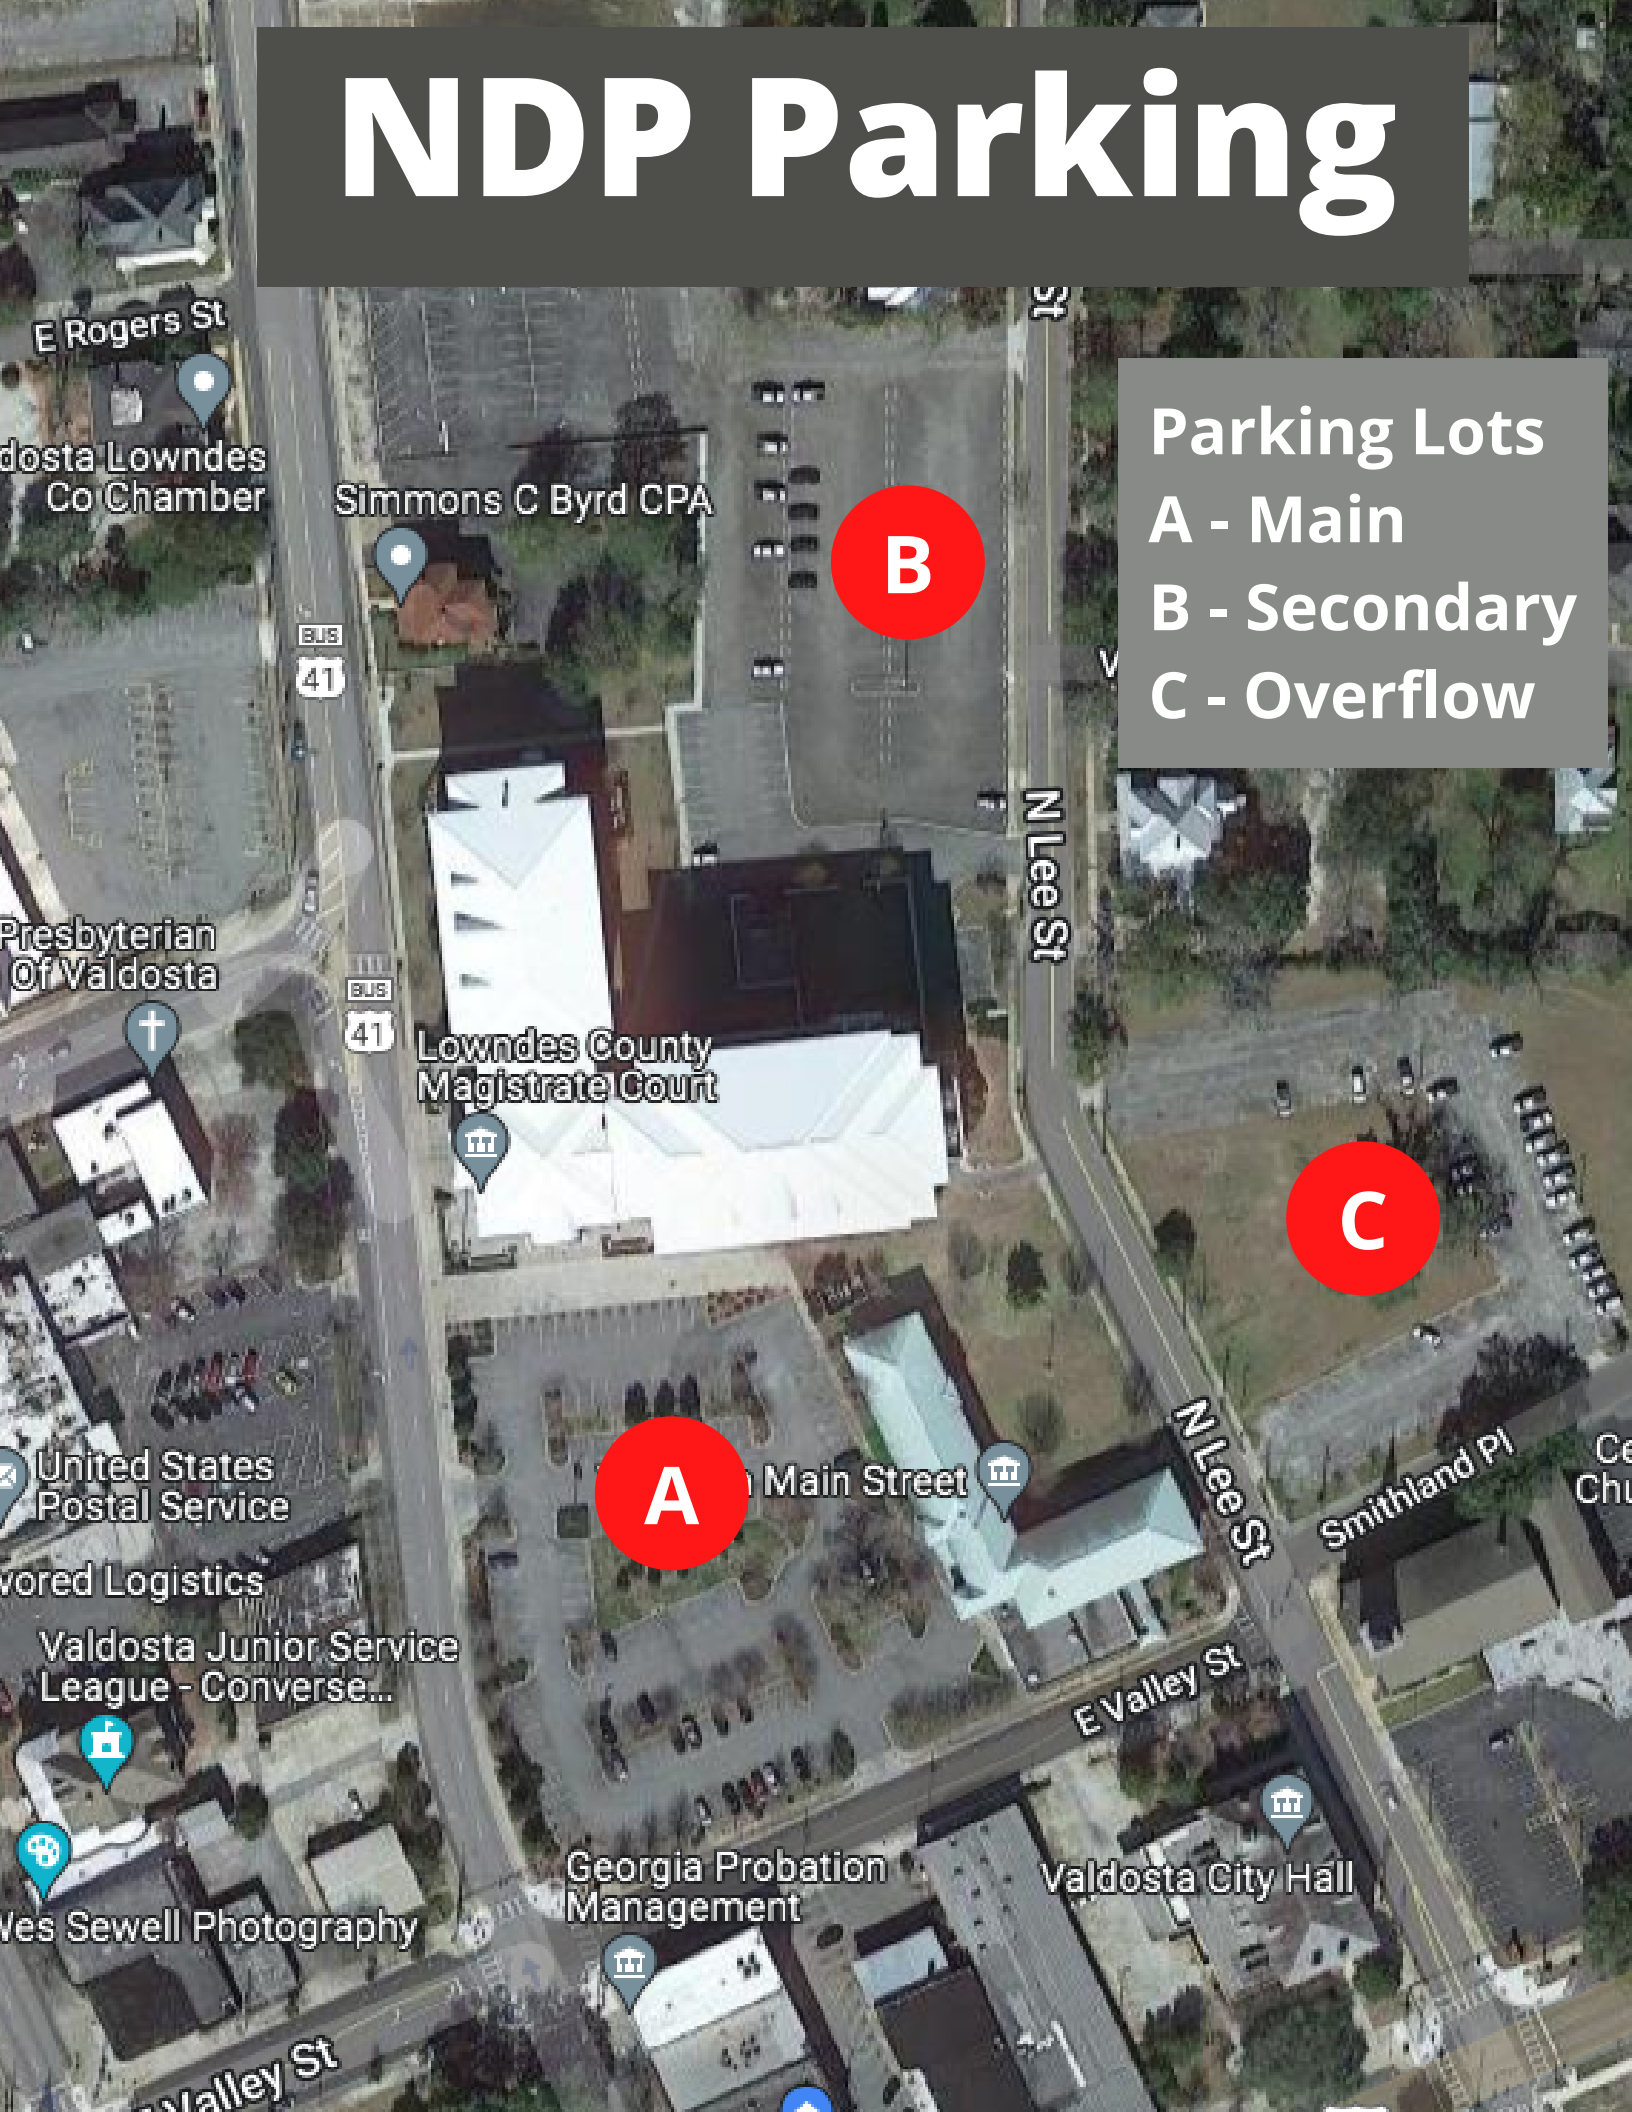 NDP Parking
St
E Rogers St
dosta Lowndes
Co Chamber
Simmons C Byrd CPA
B
Parking Lots
A - Main
B - Secondary
C - Overflow
BUS
41
N Lee St
Presbyterian
Of Valdosta
BUS
41
Lowndes County
Magistrate Court
C
A
Main Street
United States
Postal Service
N Lee St
Smithland Pl
Ce
Chu
vored Logistics
Valdosta Junior Service
League - Converse...
E Valley St
Georgia Probation
Management
Valdosta City Hall
Wes Sewell Photography
Valley St